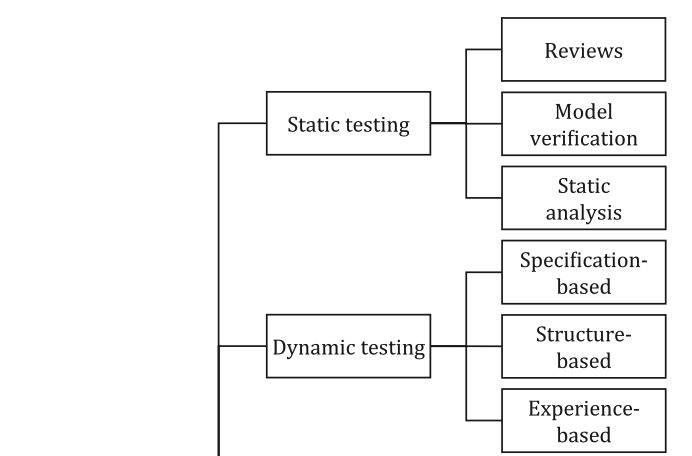 Reviews
Static testing
Model
verification
Static
analysis
Specification-
based
Dynamic testing
Structure-
based
Experience-
based